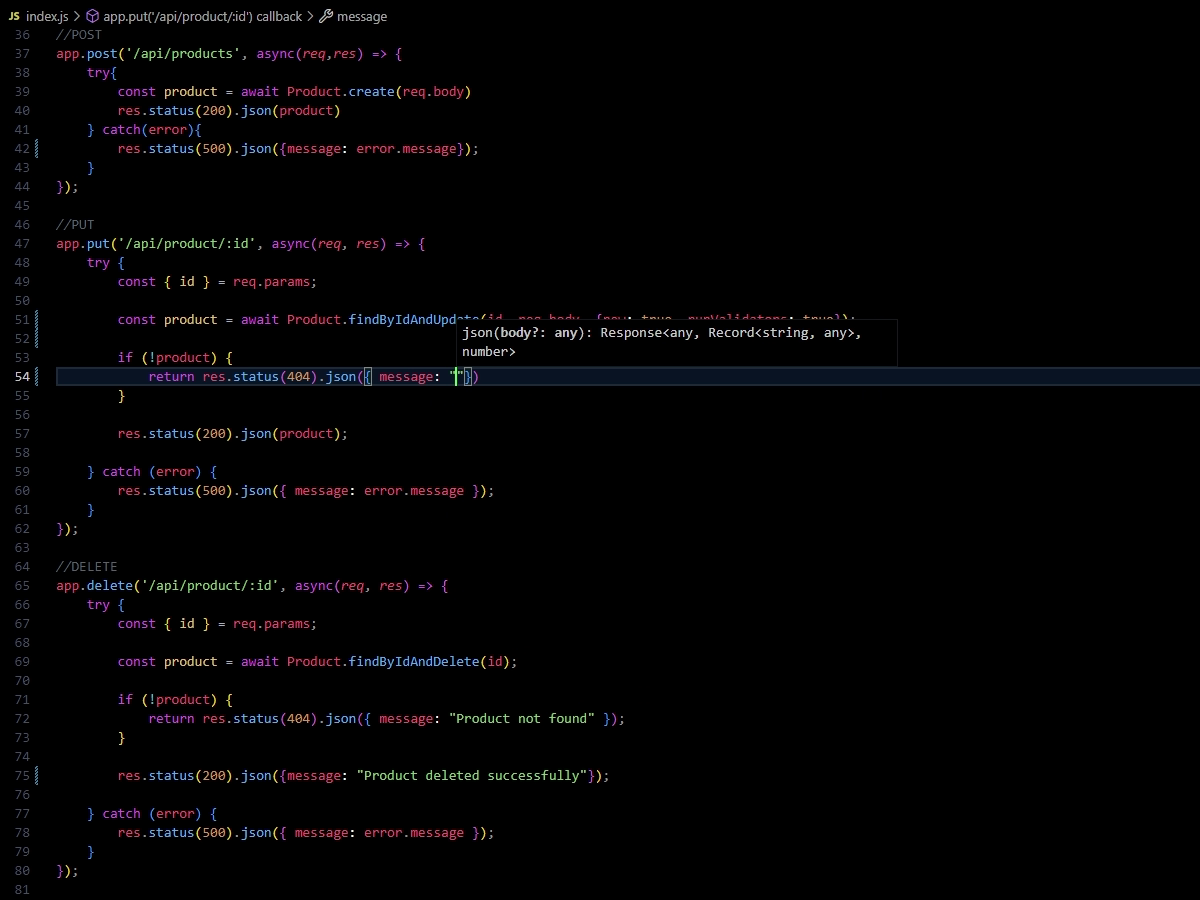 JS index.js > app.put('/api/product/:id') callback > message
36 //POST
37 app.post('/api/products', async(req,res) => {
38 try{
39 const product = await Product.create(req.body)
40 res.status(200).json(product)
41 } catch(error){
42 res.status(500).json({message: error.message});
43 }
44 });
45
46 //PUT
47 app.put('/api/product/:id', async(req, res) => {
48 try {
49 const { id } = req.params;
50
51 const product = await Product.findByIdAndUpdate(id, req.body, {new: true, runValidators: true});
json(body?: any): Response<any, Record<string, any>,
52
number>
53 if (!product) {
54 return res.status(404).json({ message: ""})
55 }
56
57 res.status(200).json(product);
58
59 } catch (error) {
60 res.status(500).json({ message: error.message });
61 }
62 });
63
64 //DELETE
65 app.delete('/api/product/:id', async(req, res) => {
66 try {
67 const { id } = req.params;
68
69 const product = await Product.findByIdAndDelete(id);
70
71 if (!product) {
72 return res.status(404).json({ message: "Product not found" });
73 }
74
75 res.status(200).json({message: "Product deleted successfully"});
76
77 } catch (error) {
78 res.status(500).json({ message: error.message });
79 }
80 });
81